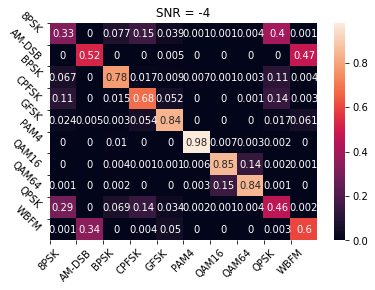 SNR = -4
8PSK 0.33 0 0.077 0.15 0.039 0.001 0.001 0.004 0.4 0.001
AM-DSB 0 0.52 0 0 0.005 0 0 0 0 0.47
BPSK 0.067 0 0.78 0.017 0.009 0.007 0.001 0.003 0.11 0.004
CPFSK 0.11 0 0.015 0.68 0.052 0 0 0.001 0.14 0.003
GFSK 0.024 0.005 0.003 0.054 0.84 0 0 0 0.017 0.061
PAM4 0 0 0.01 0 0 0.98 0.007 0.003 0.002 0
QAM16 0 0 0.004 0.001 0.001 0.006 0.85 0.14 0.002 0
QAM64 0.001 0 0.002 0 0 0.006 0.15 0.84 0.001 0
QPSK 0.29 0 0.069 0.14 0.034 0.002 0.001 0.004 0.46 0.002
WBFM 0.004 0.34 0 0.004 0.05 0 0 0 0.003 0.6
8PSK AM-DSB BPSK CPFSK GFSK PAM4 QAM16 QAM64 QPSK WBFM
0.8
0.6
0.4
0.2
0.0